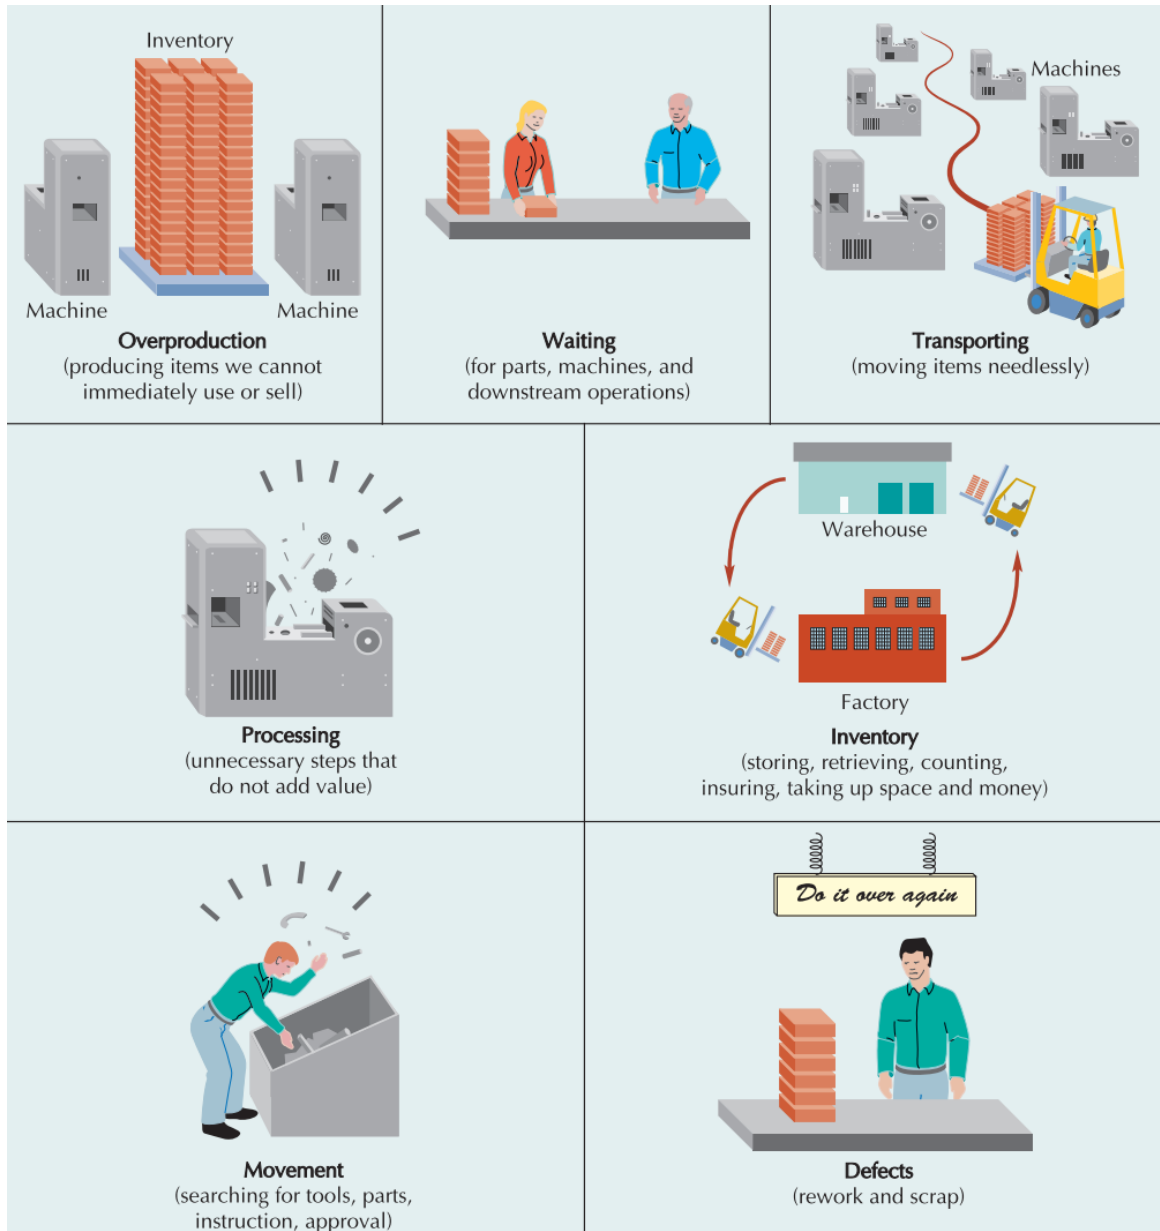 Inventory
Machine
Machine
Overproduction
(producing items we cannot
immediately use or sell)
Waiting
(for parts, machines, and
downstream operations)
Machines
Transporting
(moving items needlessly)
Processing
(unnecessary steps that
do not add value)
Warehouse
Factory
Inventory
(storing, retrieving, counting,
insuring, taking up space and money)
Movement
(searching for tools, parts,
instruction, approval)
Do it over again
Defects
(rework and scrap)